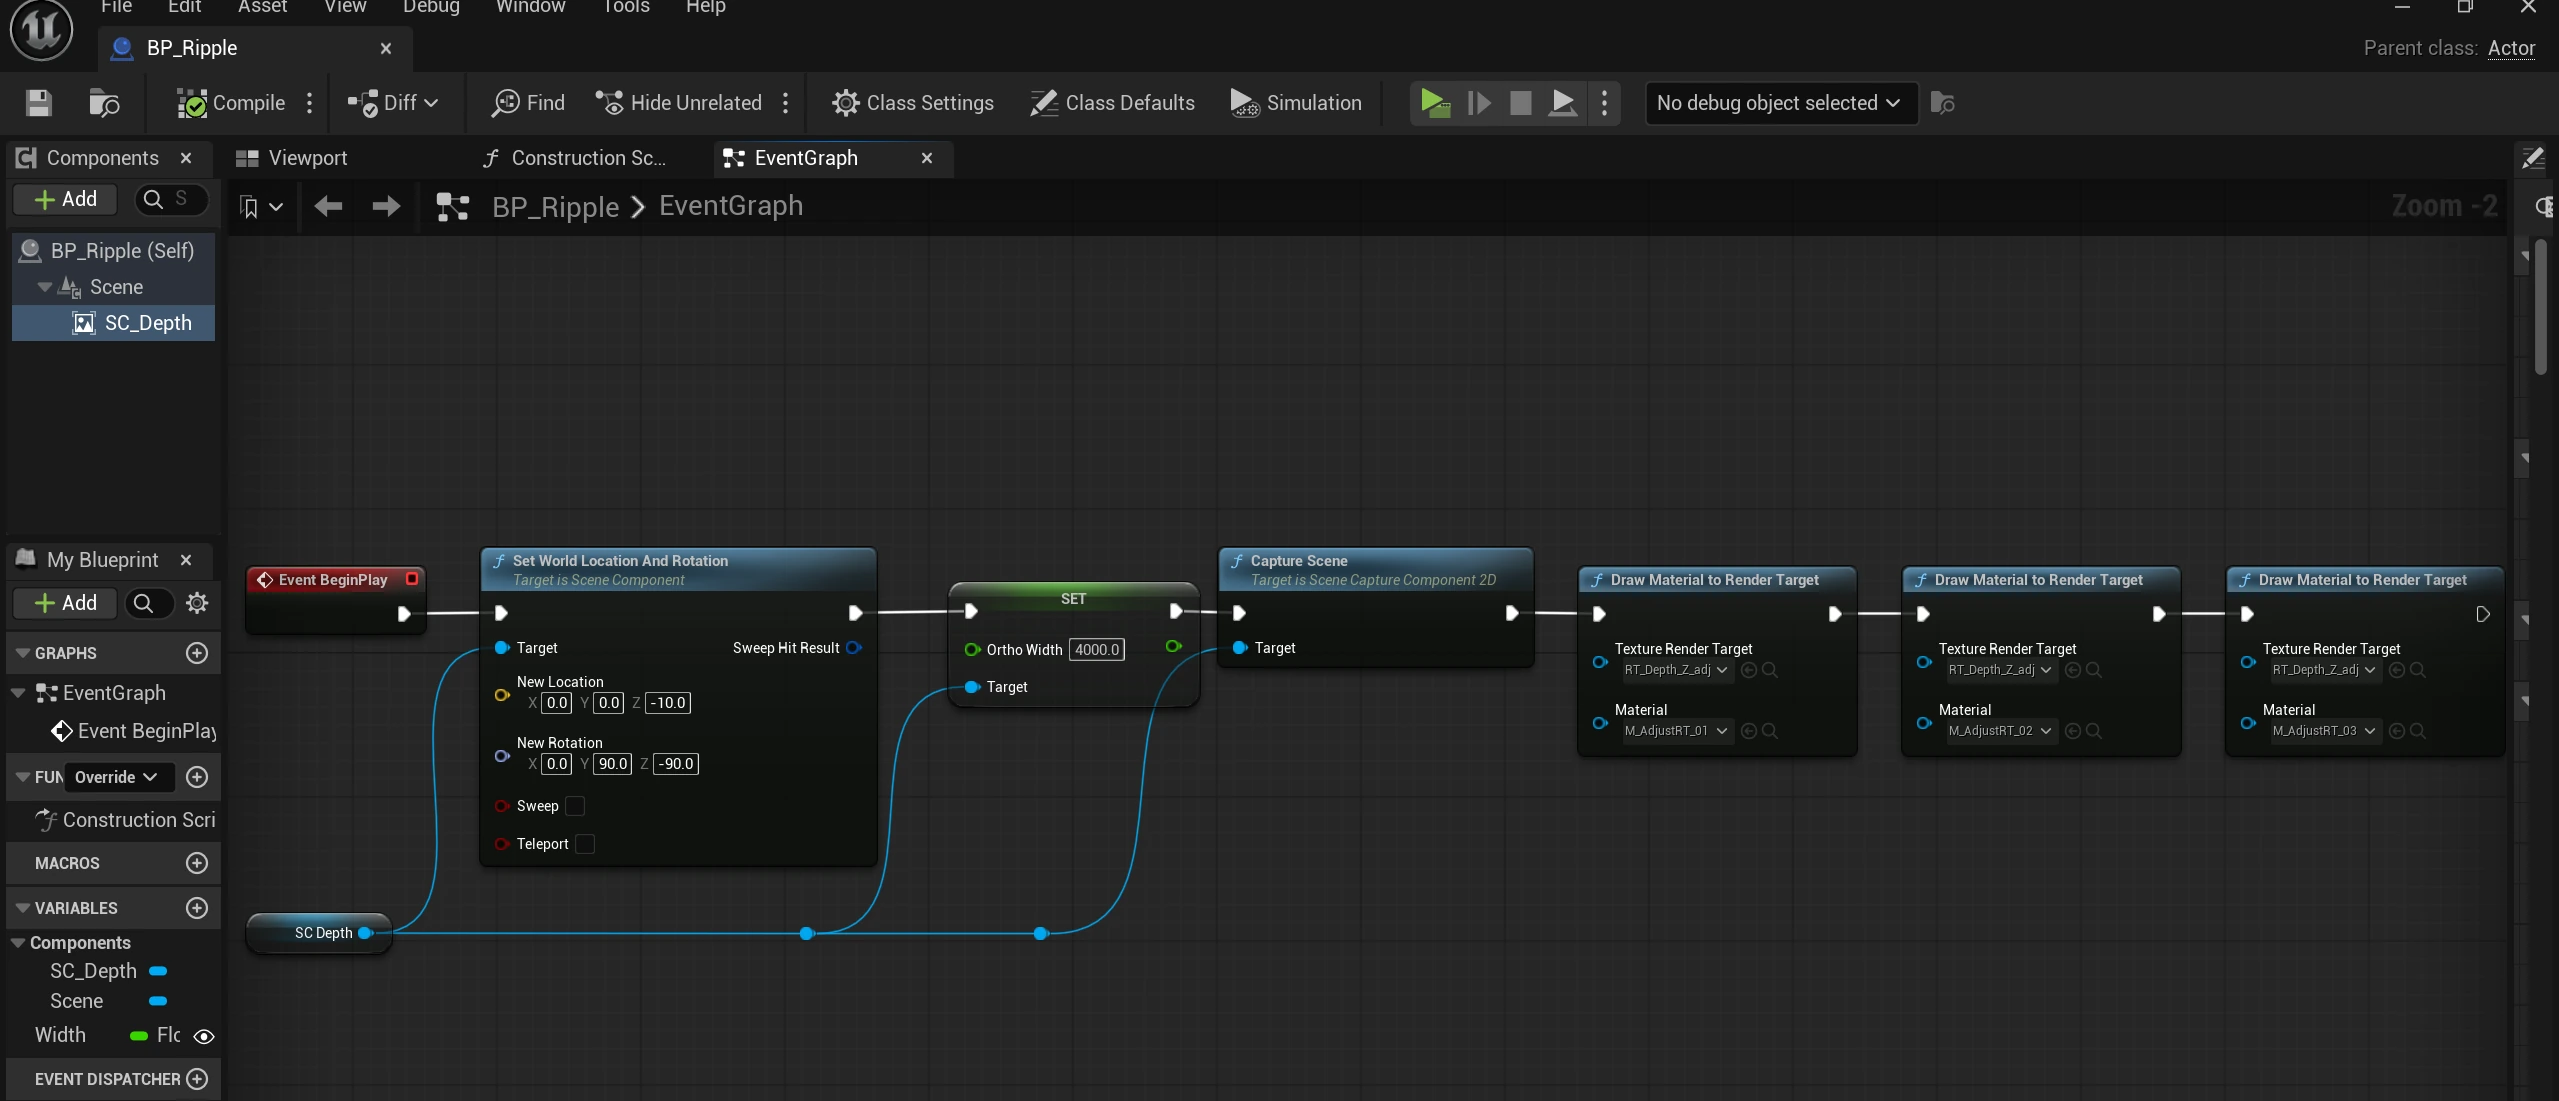 File Edit Asset View Debug Window Tools Help
BP_Ripple
Parent class: Actor
Compile Diff Find Hide Unrelated Class Settings Class Defaults Simulation No debug object selected
Components
Viewport
Construction Sc...
EventGraph
Add
S
BP_Ripple > EventGraph
Zoom -2
BP_Ripple (Self)
Scene
SC_Depth
My Blueprint
Add
GRAPHS
EventGraph
Event BeginPlay
FUN
Override
Construction Scri
MACROS
VARIABLES
Components
SC_Depth
Scene
Width
Flo
EVENT DISPATCHER
Event BeginPlay
Set World Location And Rotation
Target is Scene Component
Target
Sweep Hit Result
New Location
X 0.0 Y 0.0 Z -10.0
New Rotation
X 0.0 Y 90.0 Z -90.0
Sweep
Teleport
SC Depth
SET
Ortho Width 4000.0
Target
Capture Scene
Target is Scene Capture Component 2D
Target
Draw Material to Render Target
Texture Render Target
RT_Depth_Z_adj
Material
M_AdjustRT_01
Draw Material to Render Target
Texture Render Target
RT_Depth_Z_adj
Material
M_AdjustRT_02
Draw Material to Render Target
Texture Render Target
RT_Depth_Z_adj
Material
M_AdjustRT_03